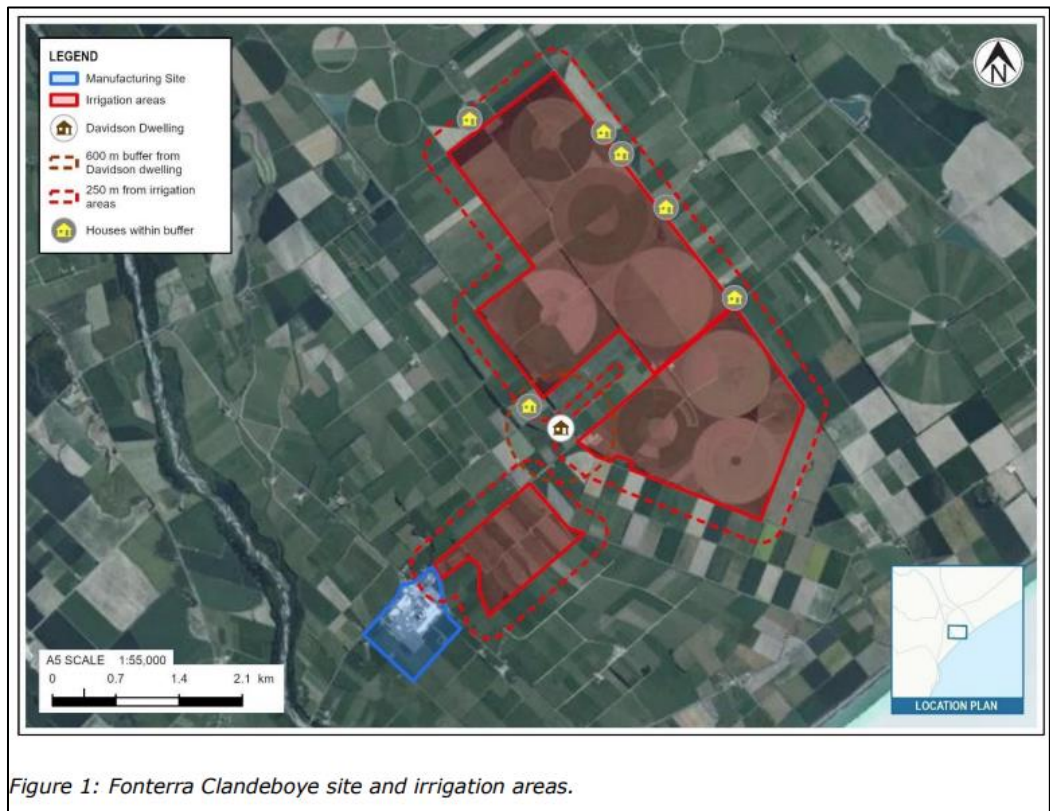 LEGEND
Manufacturing Site
Irrigation areas
Davidson Dwelling
600 m buffer from
Davidson dwelling
250 m from irrigation
areas
Houses within buffer
N
A5 SCALE 1:55,000
0 0.7 1.4 2.1 km
LOCATION PLAN
Figure 1: Fonterra Clandeboye site and irrigation areas.